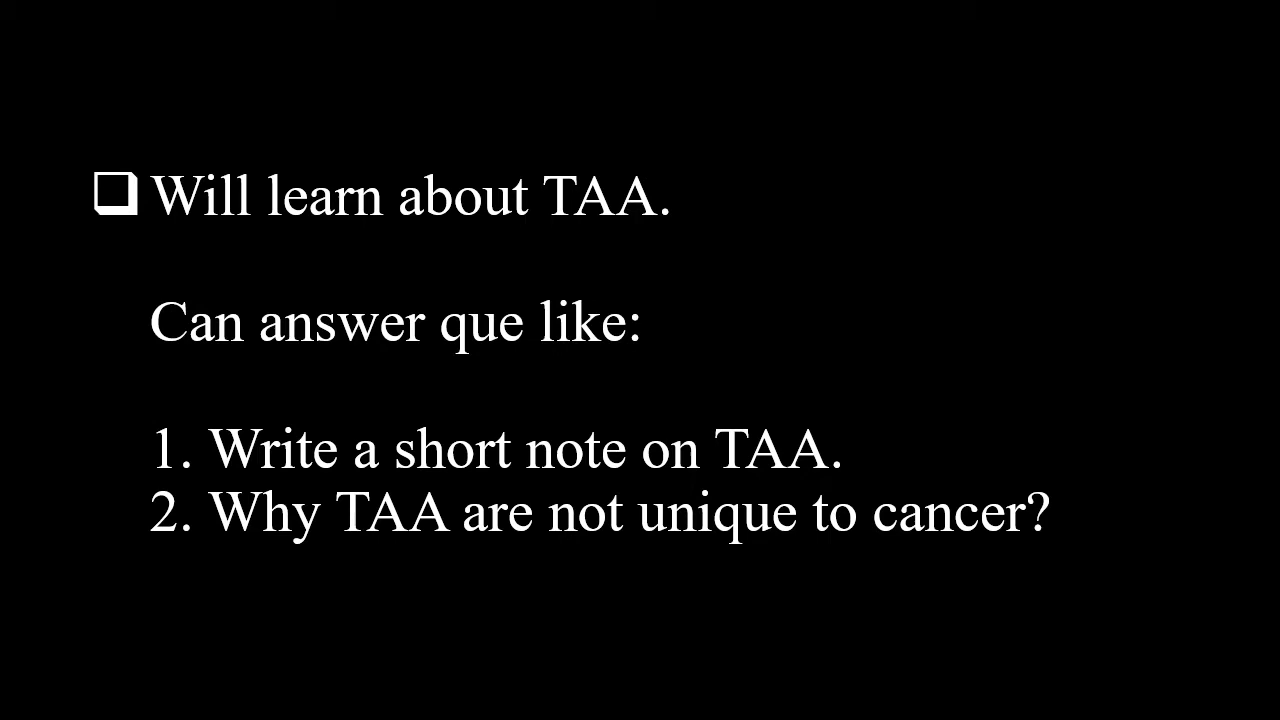 ❑ Will learn about TAA.
Can answer que like:
1. Write a short note on TAA.
2. Why TAA are not unique to cancer?